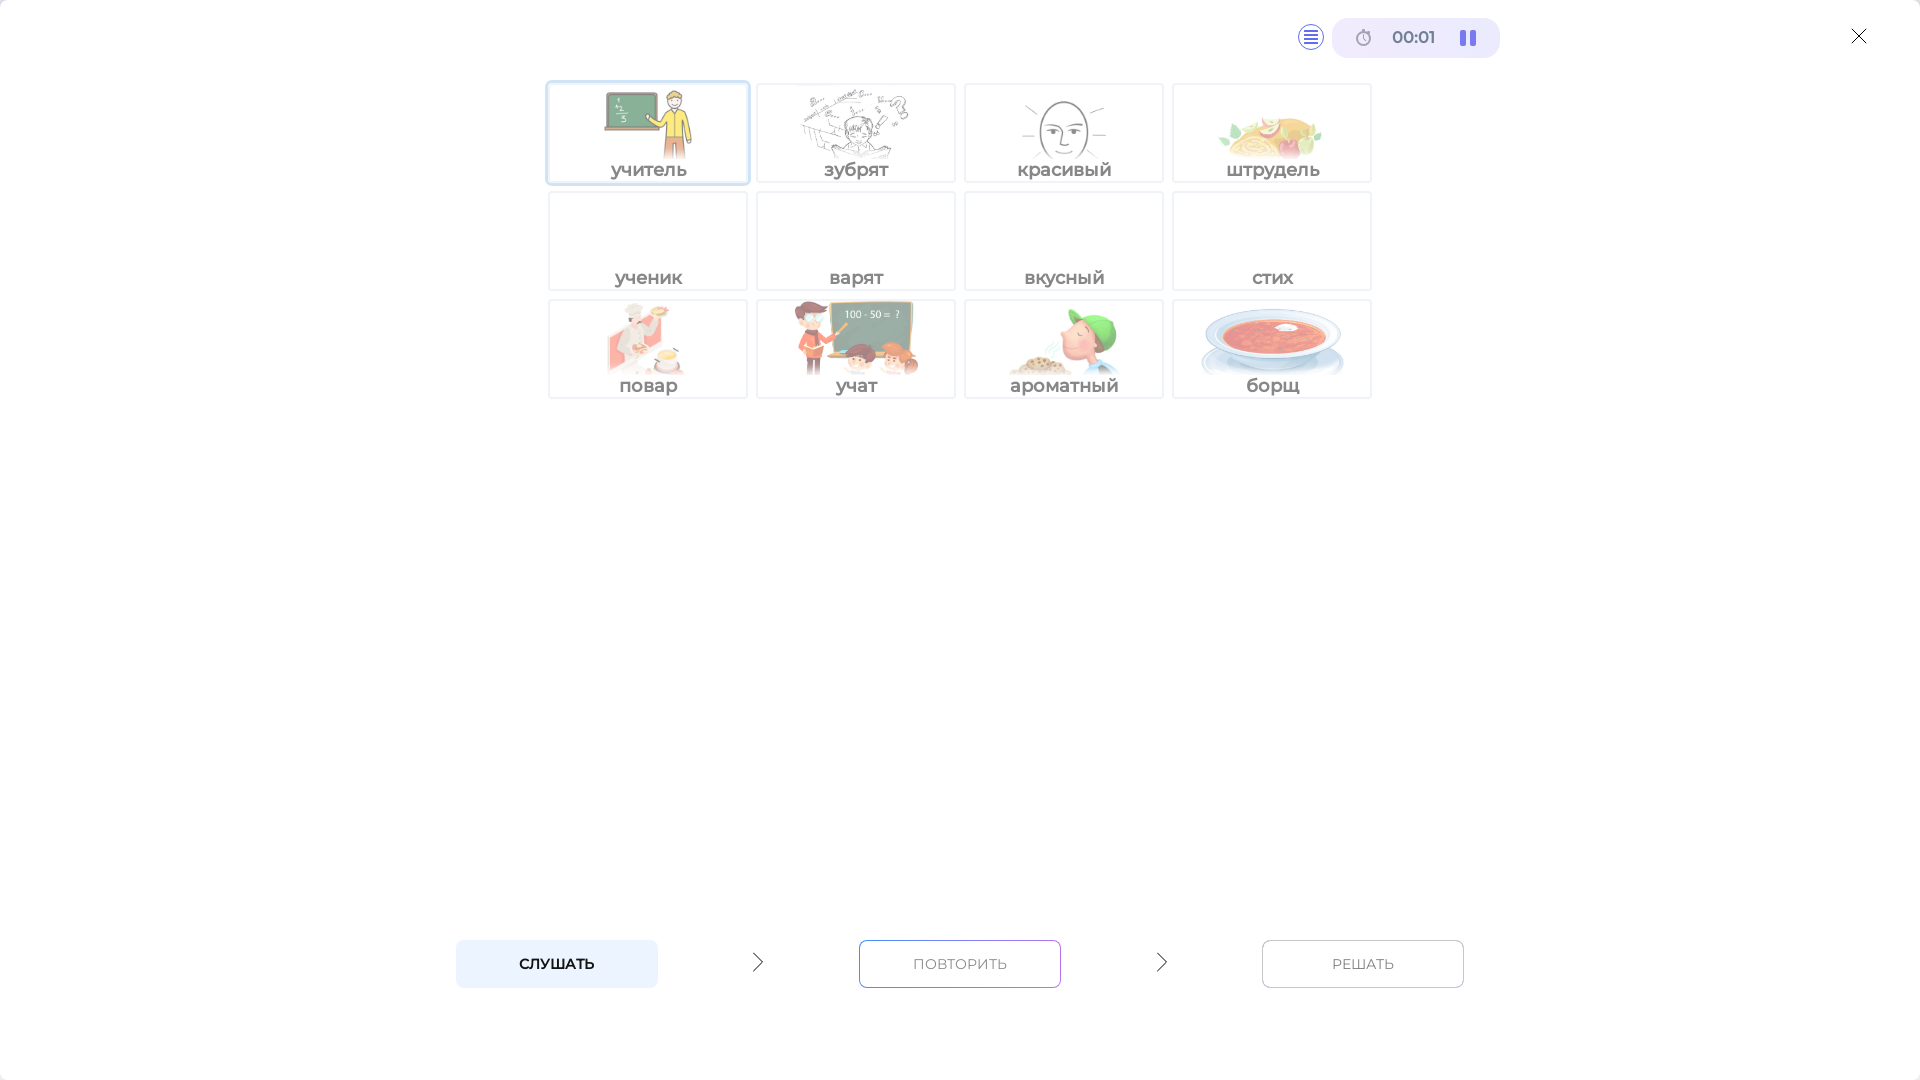 00:01
учитель
зубрят
красивый
штрудель
ученик
варят
вкусный
стих
100 - 50 = ?
повар
учат
ароматный
борщ
СЛУШАТЬ
ПОВТОРИТЬ
РЕШАТЬ